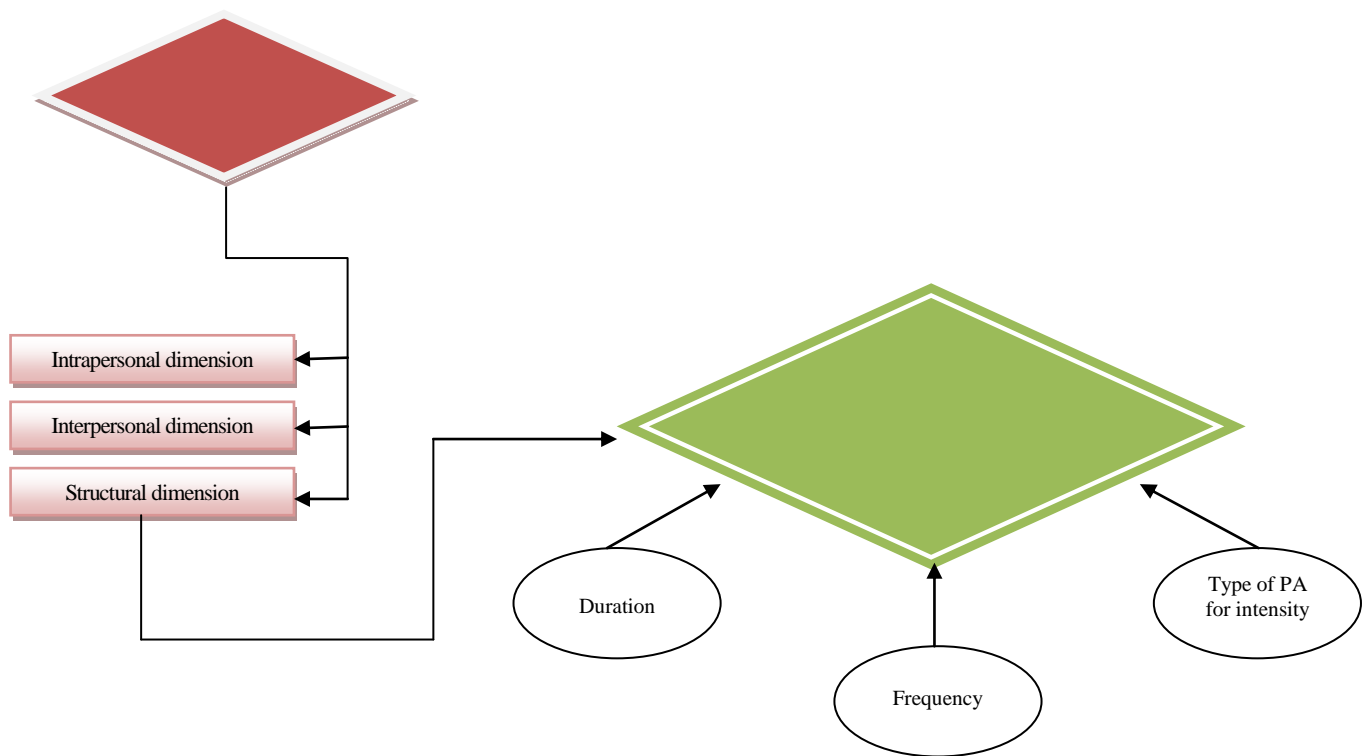 Intrapersonal dimension
Interpersonal dimension
Structural dimension
Duration
Frequency
Type of PA
for intensity